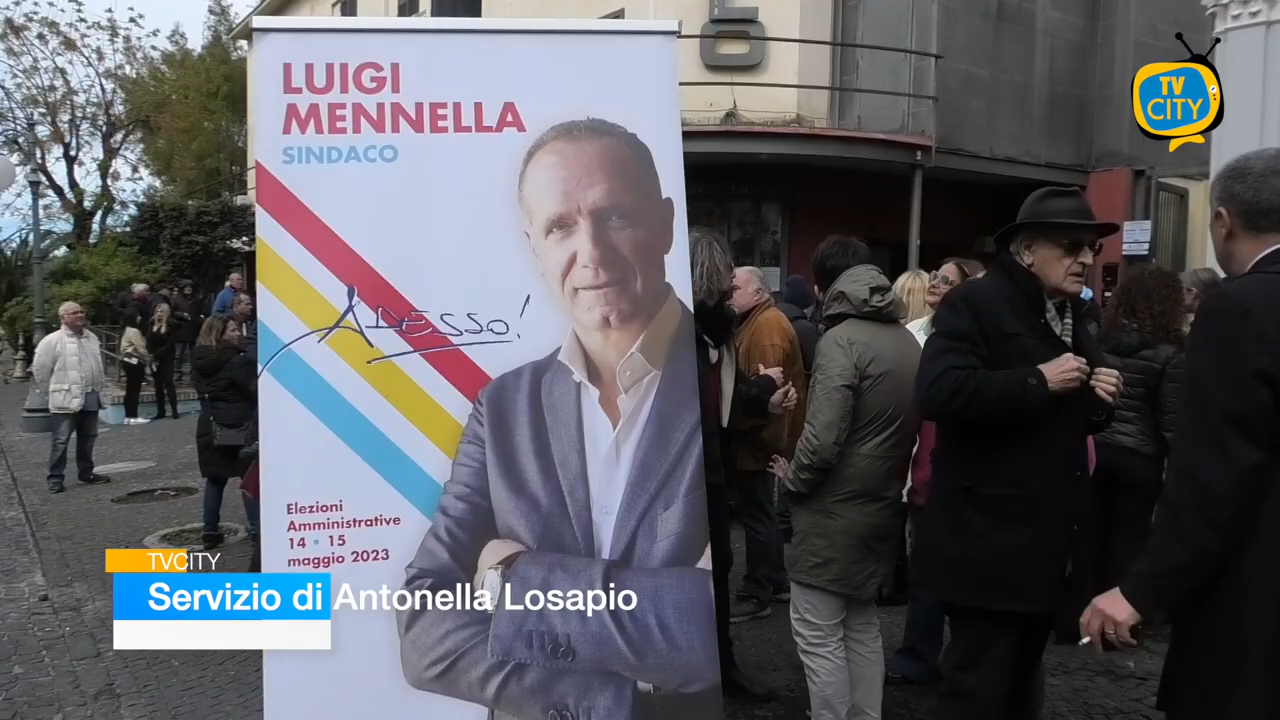 LUIGI
MENNELLA
SINDACO
Adesso!
Elezioni
Amministrative
14 • 15
maggio 2023
TV
CITY
TVCITY
Servizio di Antonella Losapio